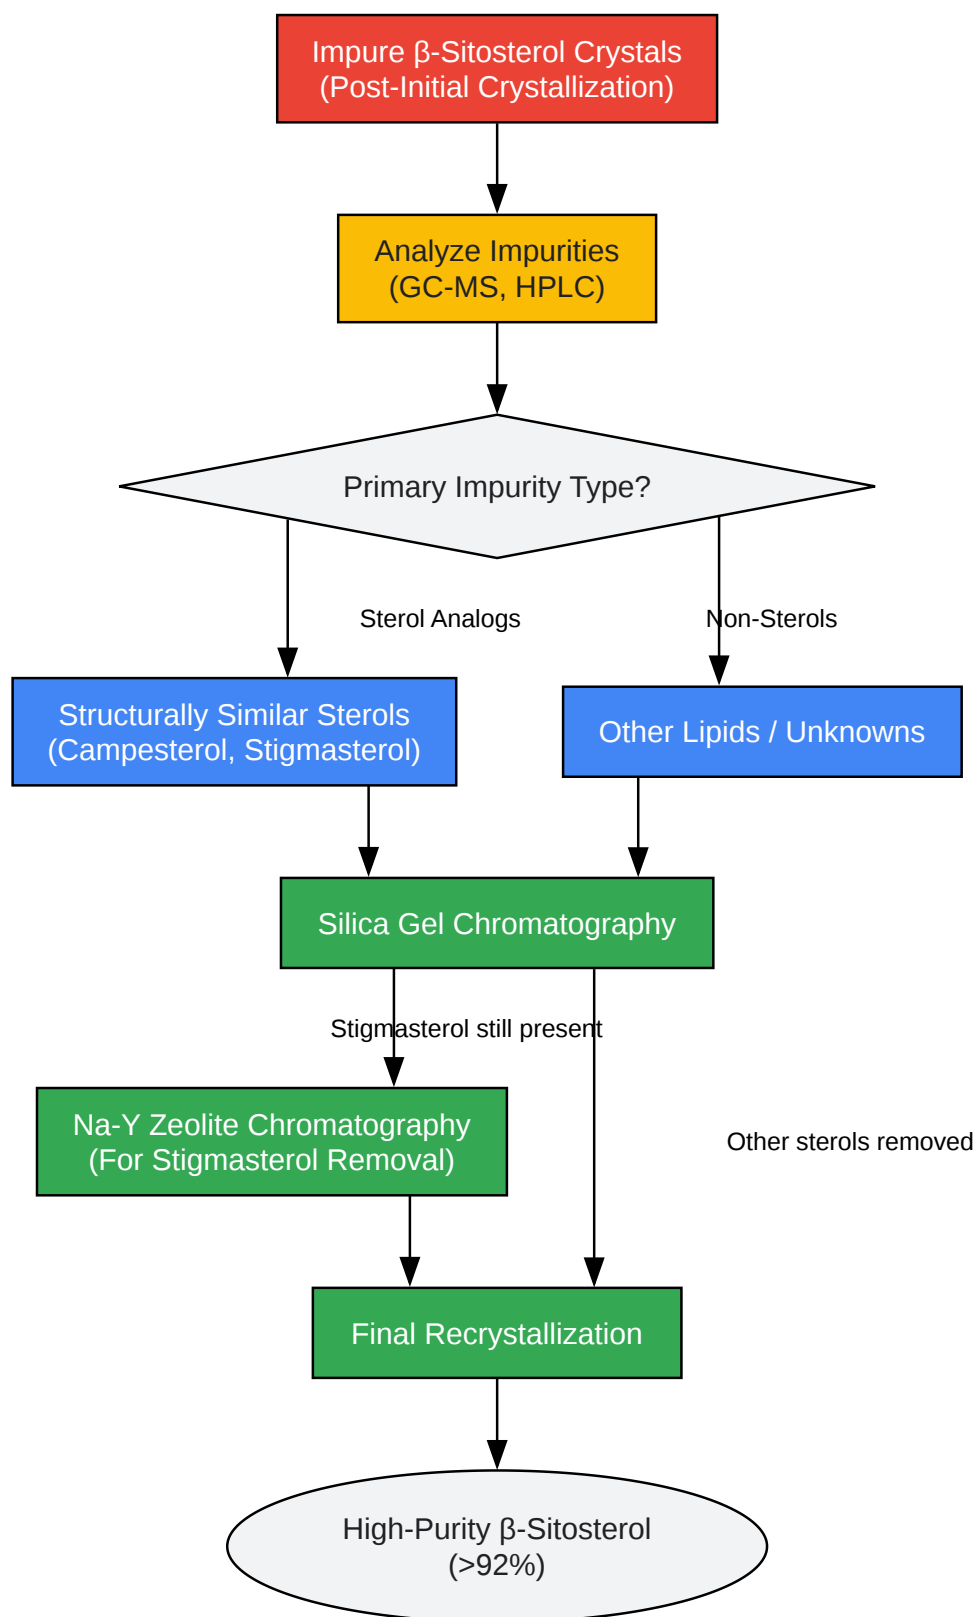 Impure β-Sitosterol Crystals
(Post-Initial Crystallization)
Analyze Impurities
(GC-MS, HPLC)
Primary Impurity Type?
Sterol Analogs
Non-Sterols
Structurally Similar Sterols
(Campesterol, Stigmasterol)
Other Lipids / Unknowns
Silica Gel Chromatography
Stigmasterol still present
Na-Y Zeolite Chromatography
(For Stigmasterol Removal)
Other sterols removed
Final Recrystallization
High-Purity β-Sitosterol
(>92%)